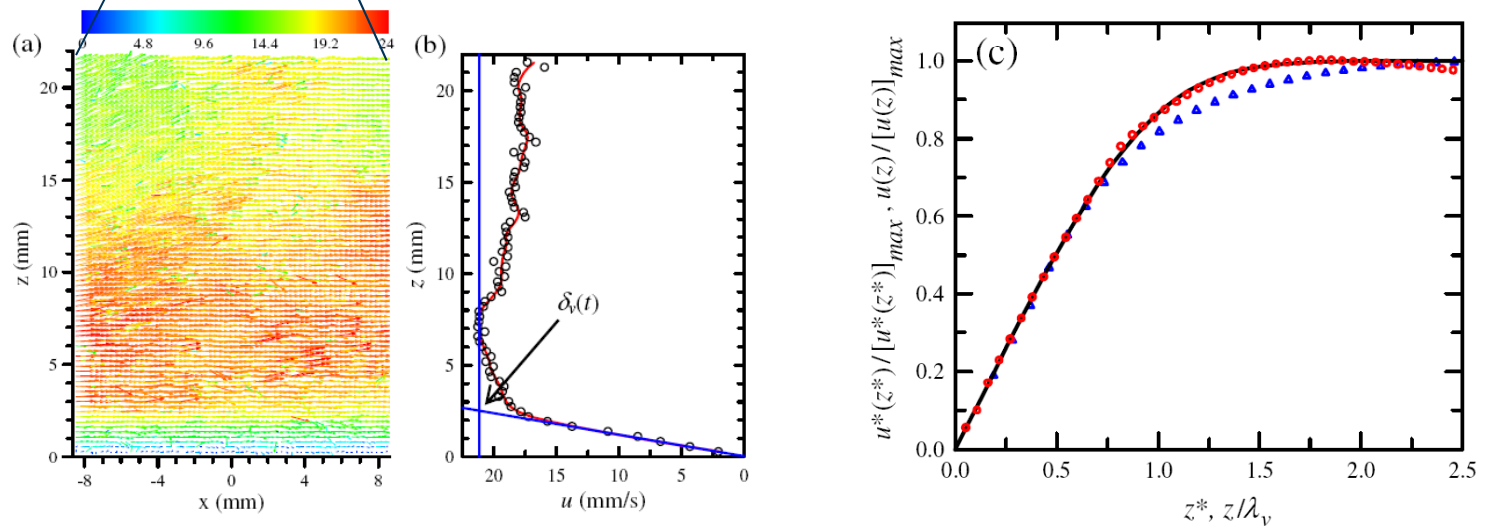 0 4.8 9.6 14.4 19.2 24
(a)
z (mm)
20
15
10
5
0
-8 -4 0 4 8
x (mm)
(b)
z (mm)
20
15
10
5
0
δᵥ(t)
20 15 10 5 0
u (mm/s)
(c)
u*(z*) / [u*(z*)]max , u(z) / [u(z)]max
1.0
0.8
0.6
0.4
0.2
0.0
0.0 0.5 1.0 1.5 2.0 2.5
z*, z/λᵥ